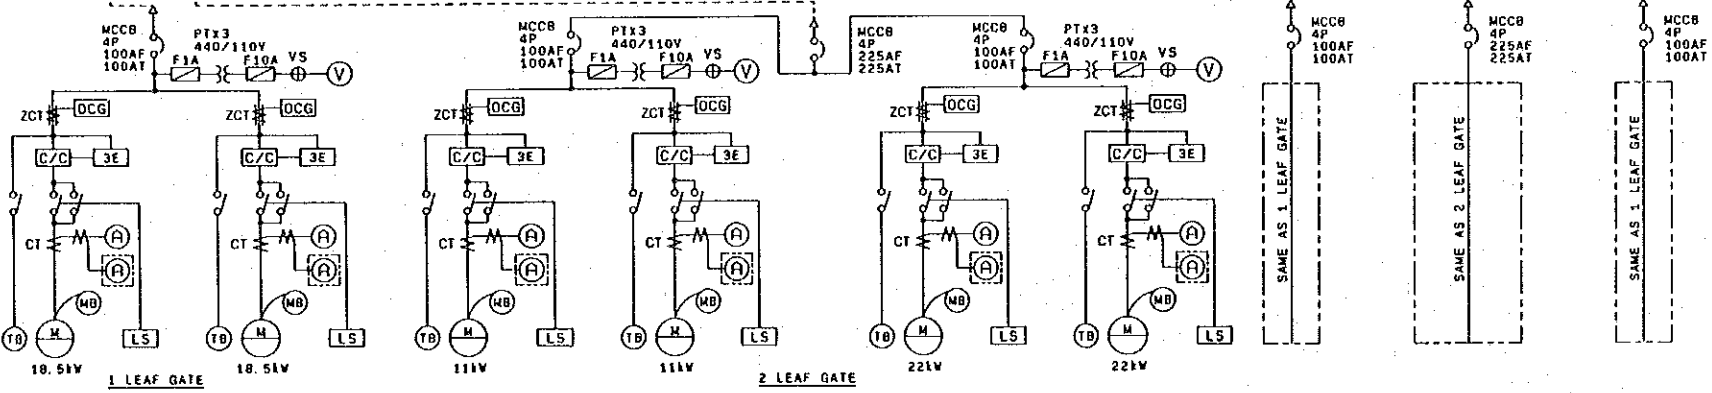 MCCB
4P
100AF
100AT
PTx3
440/110V
F1A
F10A
VS
V
MCCB
4P
100AF
100AT
PTx3
440/110V
F1A
F10A
VS
V
MCCB
4P
225AF
225AT
MCCB
4P
100AF
100AT
PTx3
440/110V
F1A
F10A
VS
V
MCCB
4P
100AF
100AT
MCCB
4P
225AF
225AT
MCCB
4P
100AF
100AT
ZCT
OCG
ZCT
OCG
ZCT
OCG
ZCT
OCG
ZCT
OCG
ZCT
OCG
C/C
3E
C/C
3E
C/C
3E
C/C
3E
C/C
3E
C/C
3E
CT
A
A
CT
A
A
CT
A
A
CT
A
A
CT
A
A
CT
A
A
MB
MB
MB
MB
MB
MB
TB
M
LS
TB
M
LS
TB
M
LS
TB
M
LS
TB
M
LS
TB
M
LS
18.5kW
18.5kW
11kW
11kW
22kW
22kW
1 LEAF GATE
2 LEAF GATE
SAME AS 1 LEAF GATE
SAME AS 2 LEAF GATE
SAME AS 1 LEAF GATE